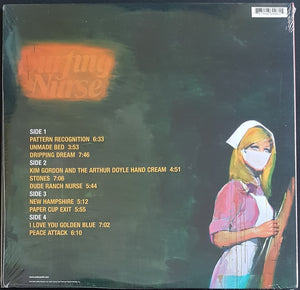 Nurse
SIDE 1
PATTERN RECOGNITION 6:33
UNMADE BED 3:53
DRIPPING DREAM 7:46
SIDE 2
KIM GORDON AND THE ARTHUR DOYLE HAND CREAM 4:51
STONES 7:06
DUDE RANCH NURSE 5:44
SIDE 3
NEW HAMPSHIRE 5:12
PAPER CUP EXIT 5:55
SIDE 4
I LOVE YOU GOLDEN BLUE 7:02
PEACE ATTACK 6:10